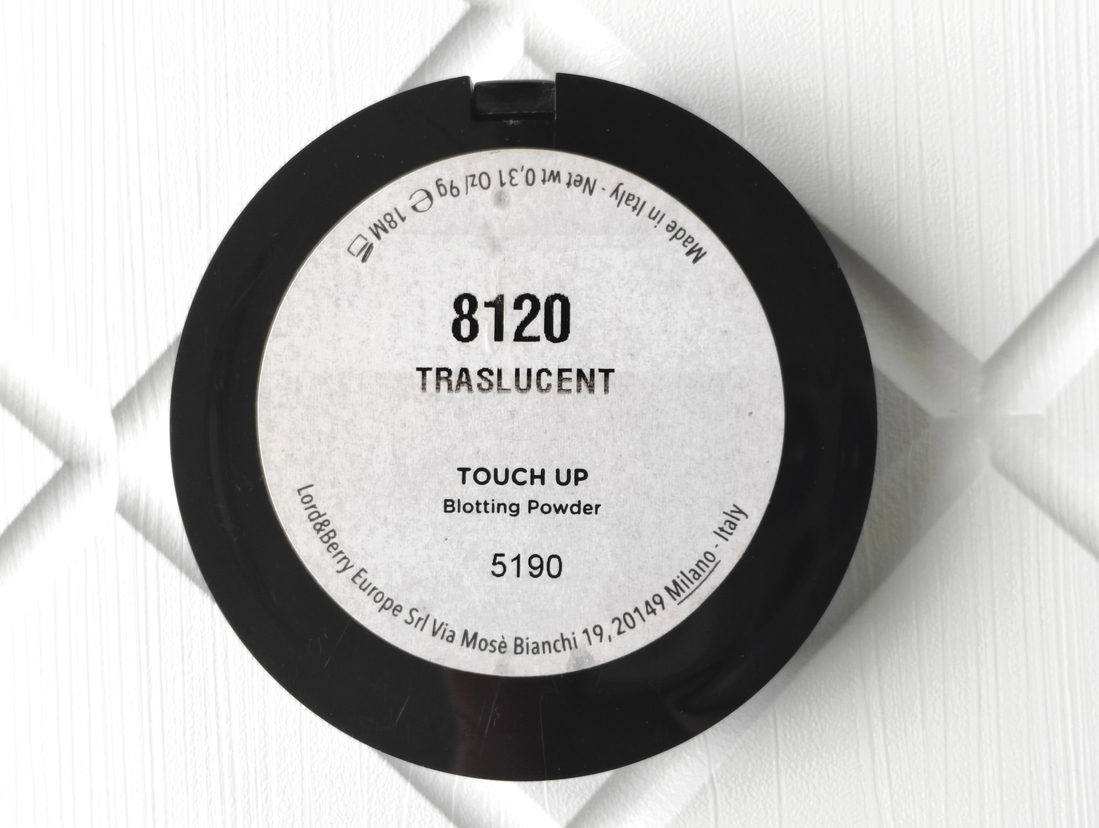 Made in Italy - Net wt 0,31 Oz/ 9g ℮ 18M
8120
TRASLUCENT
TOUCH UP
Blotting Powder
5190
Lord&Berry Europe Srl Via Mosè Bianchi 19, 20149 Milano - Italy